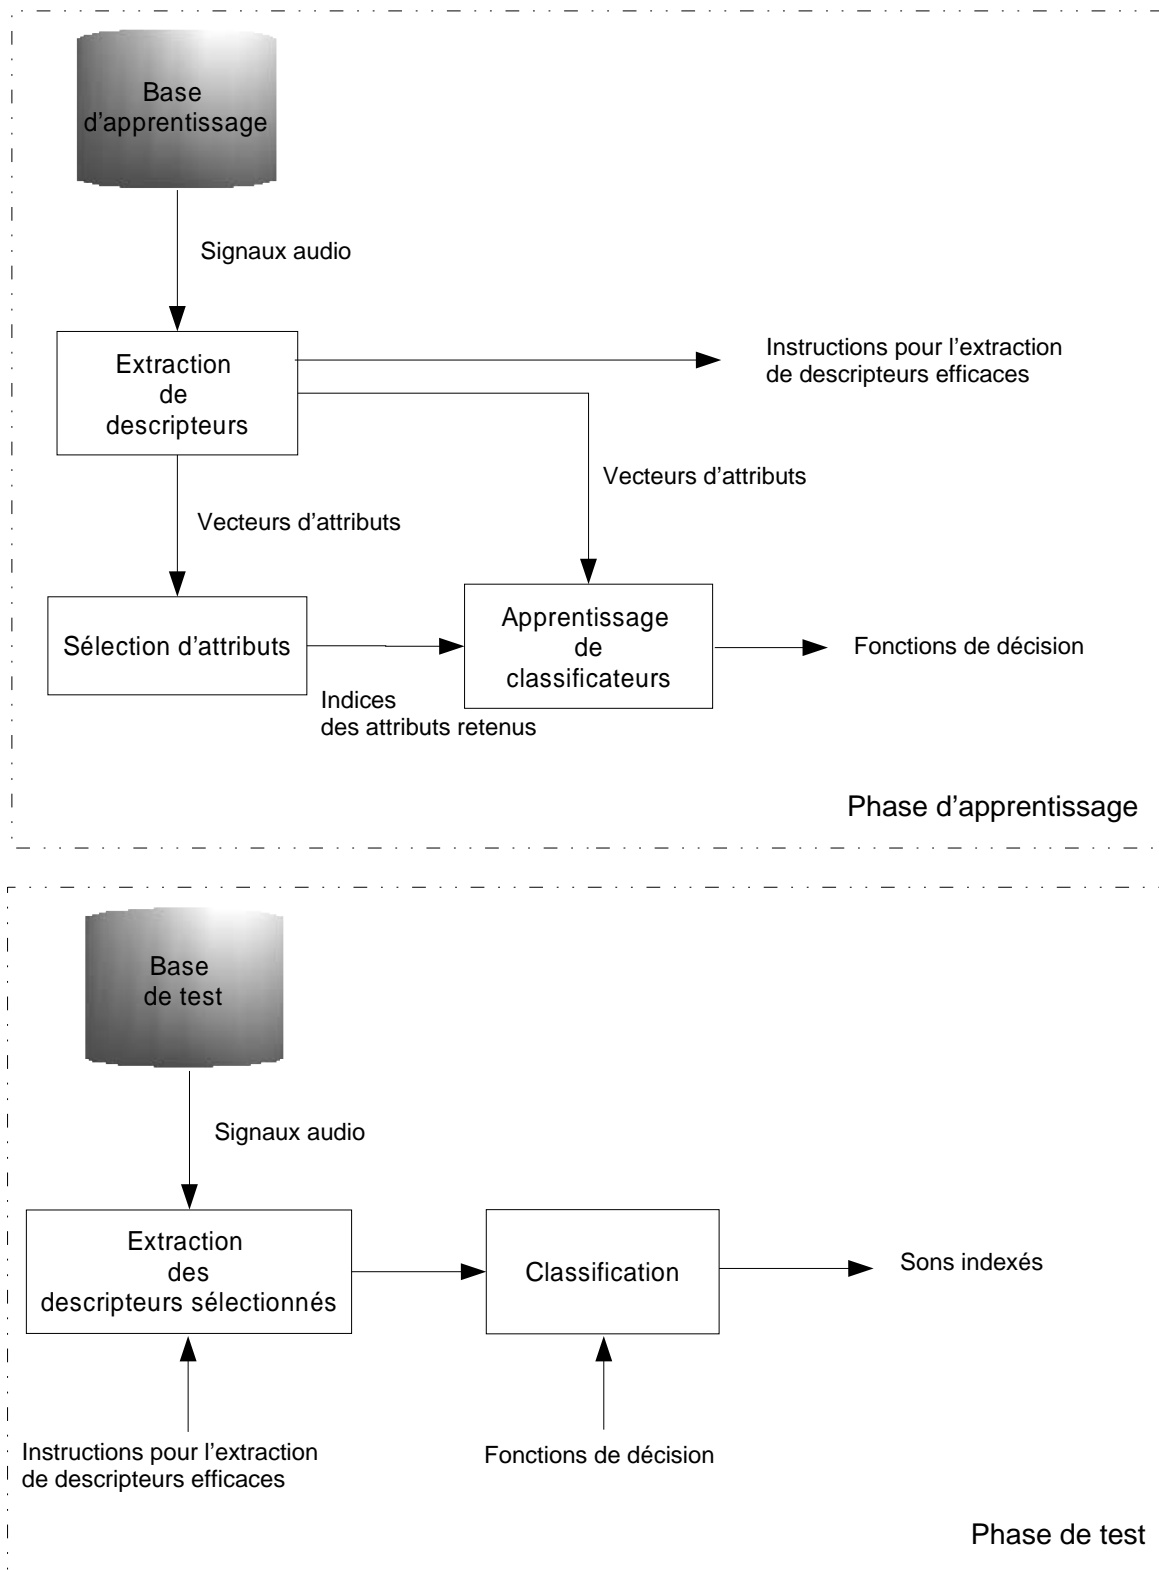 Base
d'apprentissage
Signaux audio
Extraction
de
descripteurs
Instructions pour l'extraction
de descripteurs efficaces
Vecteurs d'attributs
Vecteurs d'attributs
Sélection d'attributs
Apprentissage
de
classificateurs
Fonctions de décision
Indices
des attributs retenus
Phase d'apprentissage
Base
de test
Signaux audio
Extraction
des
descripteurs sélectionnés
Classification
Sons indexés
Instructions pour l'extraction
de descripteurs efficaces
Fonctions de décision
Phase de test